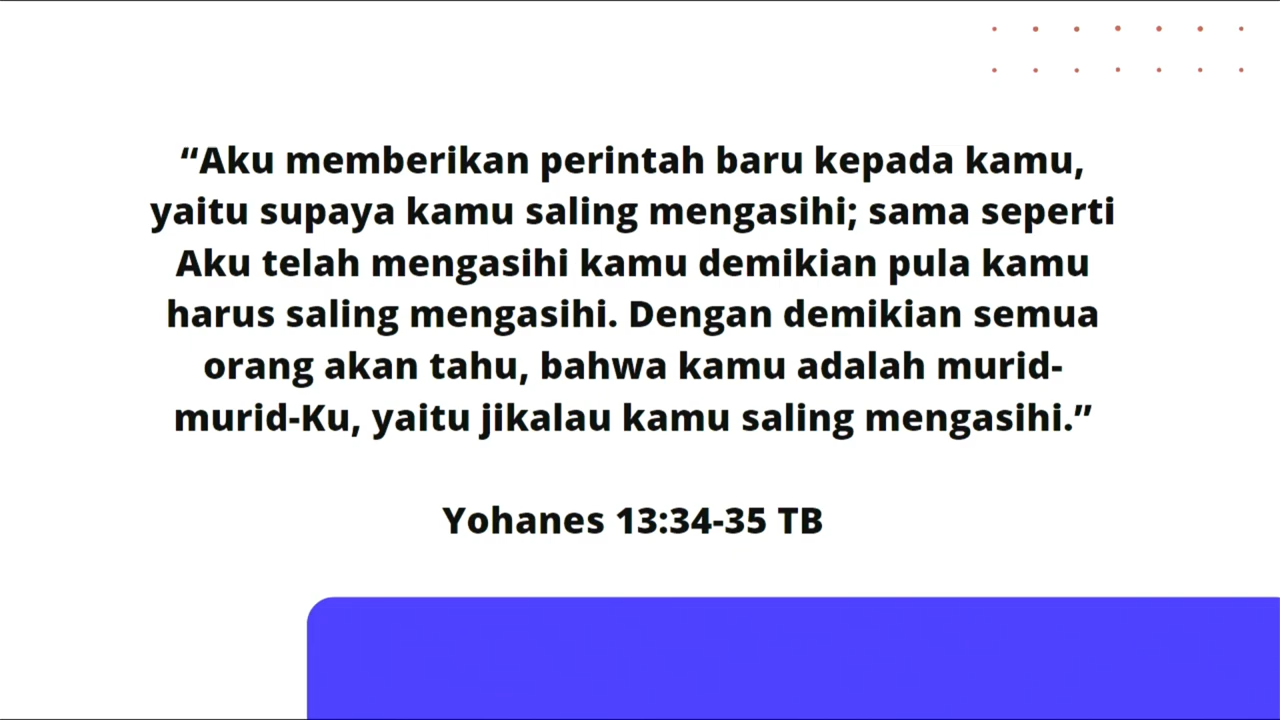 “Aku memberikan perintah baru kepada kamu,
yaitu supaya kamu saling mengasihi; sama seperti
Aku telah mengasihi kamu demikian pula kamu
harus saling mengasihi. Dengan demikian semua
orang akan tahu, bahwa kamu adalah murid-
murid-Ku, yaitu jikalau kamu saling mengasihi.”
Yohanes 13:34-35 TB